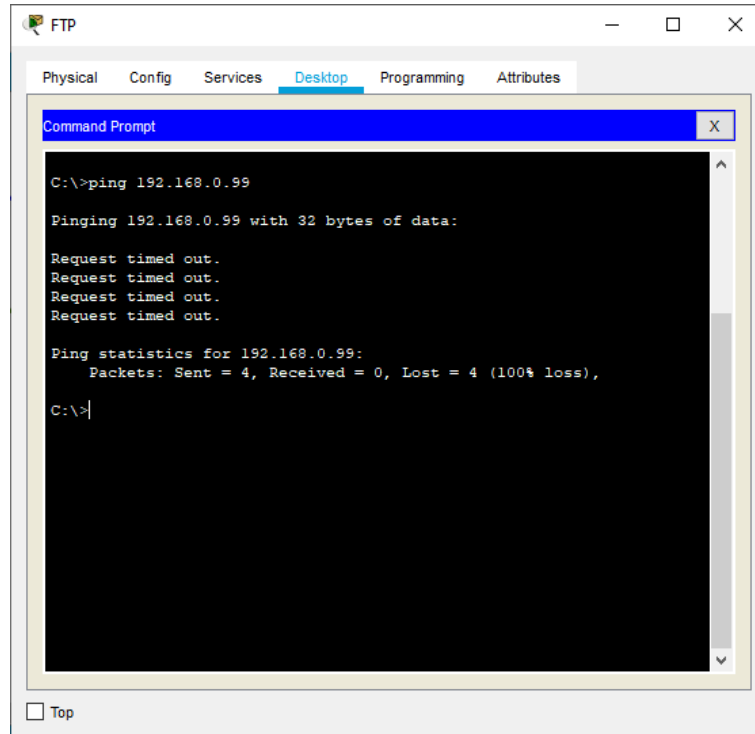 FTP
Physical Config Services Desktop Programming Attributes
Command Prompt
X
C:\>ping 192.168.0.99
Pinging 192.168.0.99 with 32 bytes of data:
Request timed out.
Request timed out.
Request timed out.
Request timed out.
Ping statistics for 192.168.0.99:
Packets: Sent = 4, Received = 0, Lost = 4 (100% loss),
C:\>
Top